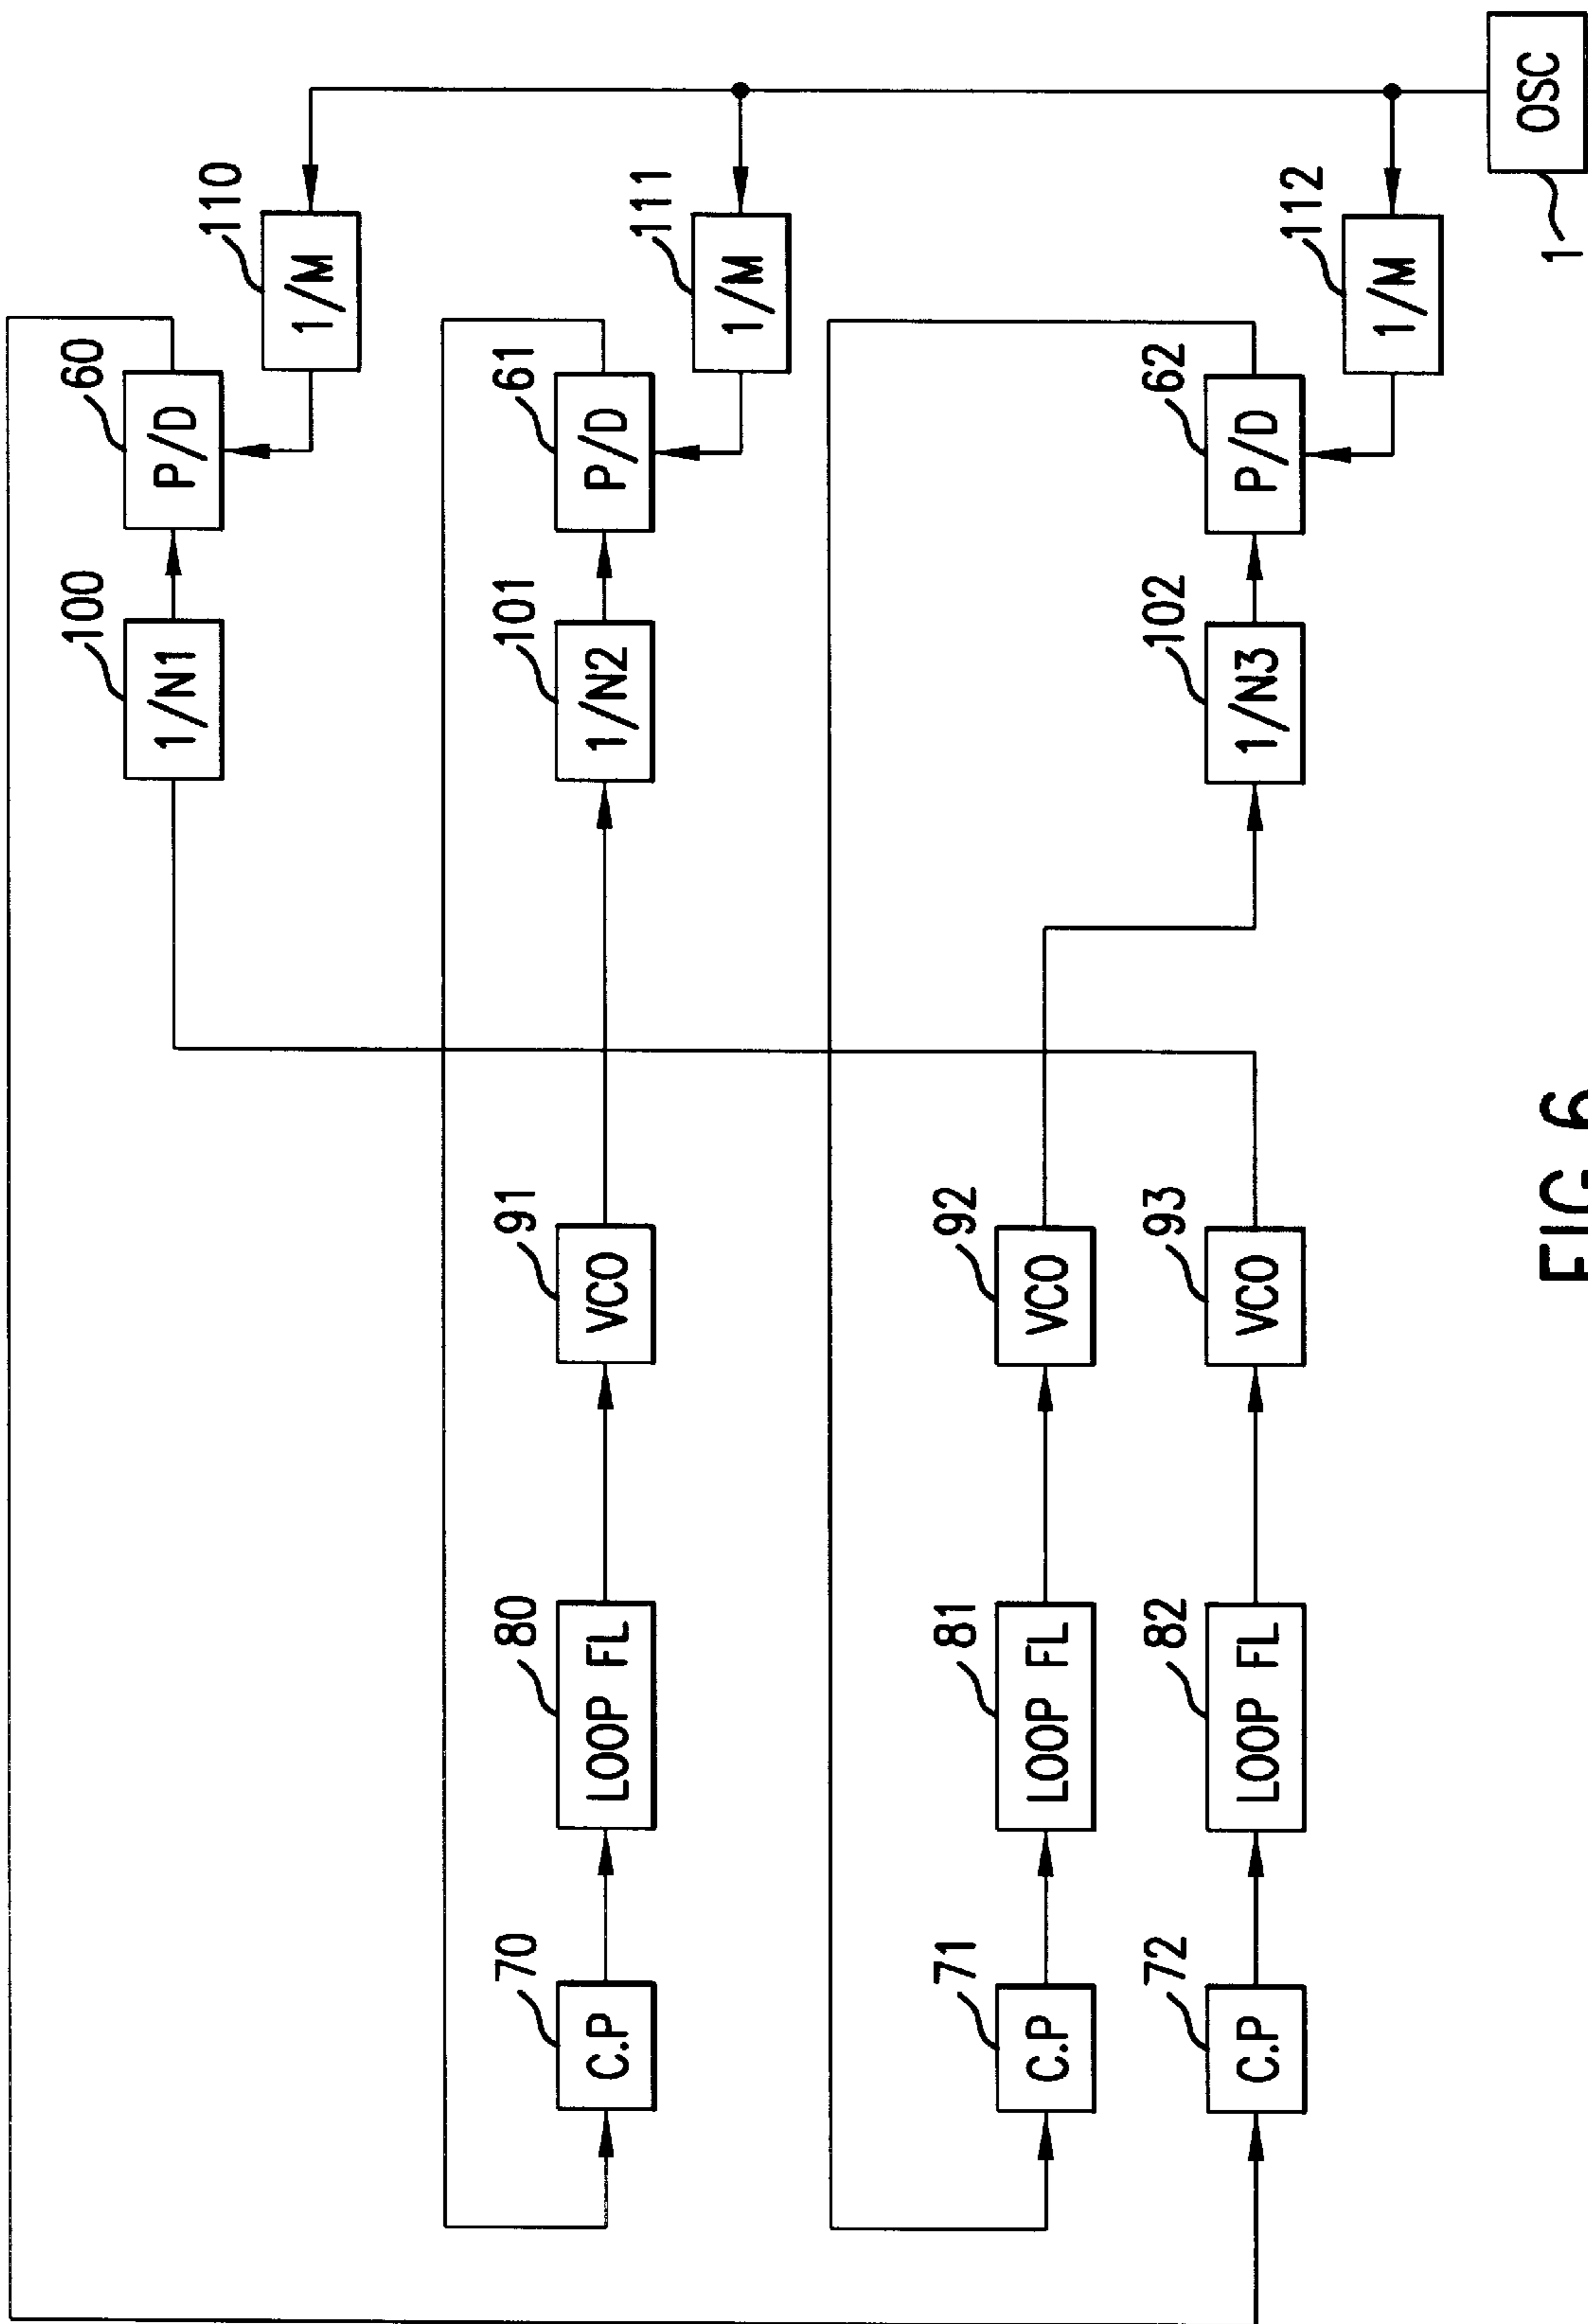 100
1/N1
60
P/D
110
1/M
70
C.P
80
LOOP FL
91
VCO
101
1/N2
61
P/D
111
1/M
71
C.P
81
LOOP FL
92
VCO
72
C.P
82
LOOP FL
93
VCO
102
1/N3
62
P/D
112
1/M
1
OSC
FIG.6